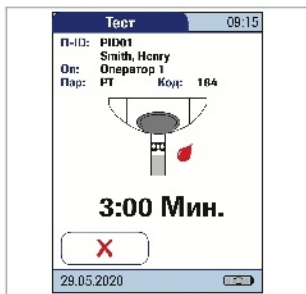 Тест 09:15
П-ID: PID01
Smith, Henry
Оп: Оператор 1
Пар: PT Код: 164
3:00 Мин.
X
29.05.2020